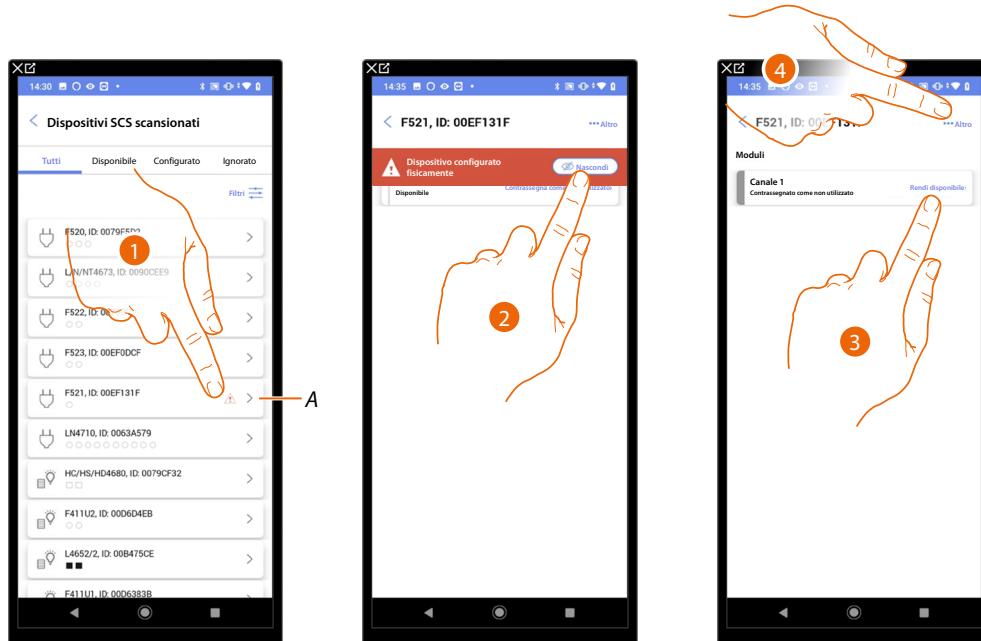 14:30
Dispositivi SCS scansionati
Tutti Disponibile Configurato Ignorato
Filtri
F520, ID: 0079F5D2
1
L/N/NT4673, ID: 0090CEE9
F522, ID: 00
F523, ID: 00EF0DCF
F521, ID: 00EF131F
A
LN4710, ID: 0063A579
HC/HS/HD4680, ID: 0079CF32
F411U2, ID: 00D6D4EB
L4652/2, ID: 00B475CE
F411U1, ID: 00D6383B
14:35
F521, ID: 00EF131F
Altro
Dispositivo configurato
fisicamente
Nascondi
Disponibile
Contrassegna come
2
4
14:35
F521, ID: 00
Altro
Moduli
Canale 1
Contrassegnato come non utilizzato
Rendi disponibile
3